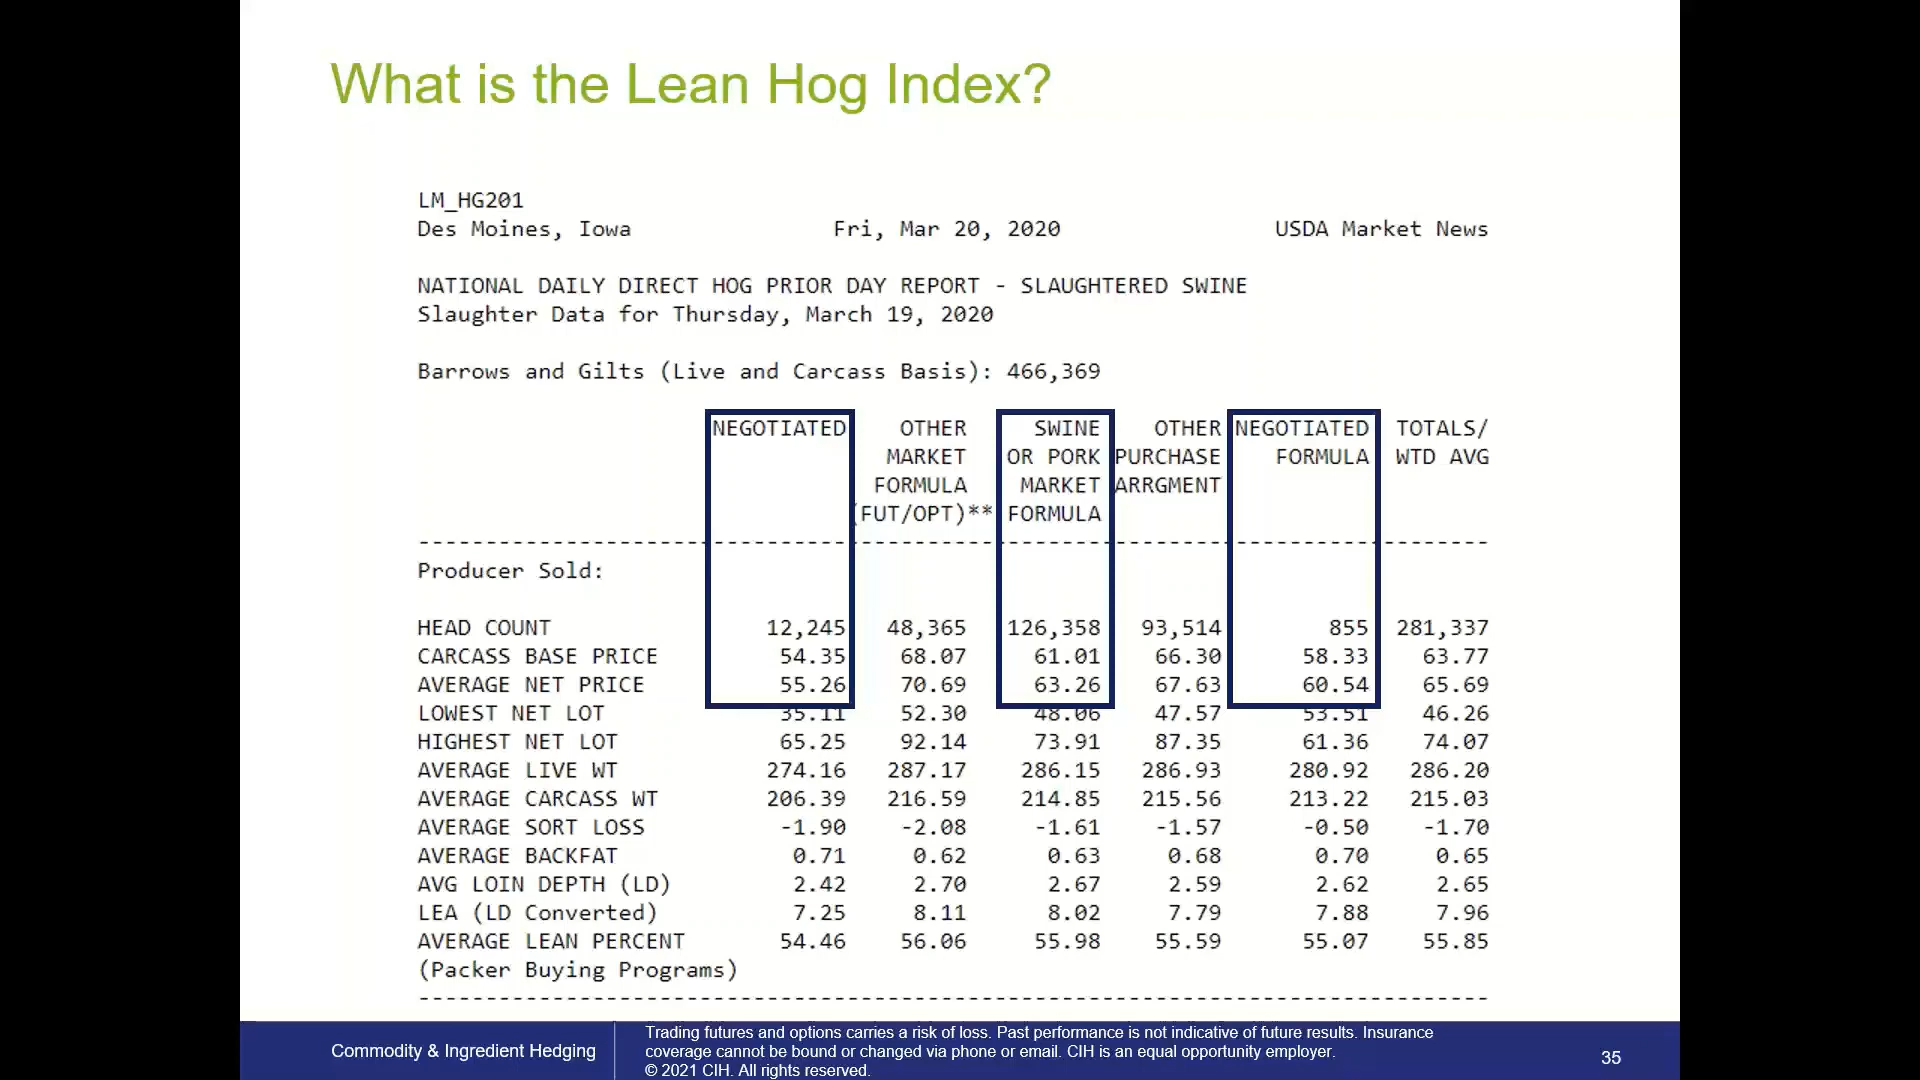 What is the Lean Hog Index?
LM_HG201
Des Moines, Iowa Fri, Mar 20, 2020 USDA Market News
NATIONAL DAILY DIRECT HOG PRIOR DAY REPORT - SLAUGHTERED SWINE
Slaughter Data for Thursday, March 19, 2020
Barrows and Gilts (Live and Carcass Basis): 466,369
NEGOTIATED OTHER SWINE OTHER NEGOTIATED TOTALS/
MARKET OR PORK PURCHASE FORMULA WTD AVG
FORMULA MARKET ARRGMENT
(FUT/OPT)** FORMULA
--------------------------------------------------------------------------------
Producer Sold:
HEAD COUNT 12,245 48,365 126,358 93,514 855 281,337
CARCASS BASE PRICE 54.35 68.07 61.01 66.30 58.33 63.77
AVERAGE NET PRICE 55.26 70.69 63.26 67.63 60.54 65.69
LOWEST NET LOT 35.11 52.30 48.06 47.57 53.51 46.26
HIGHEST NET LOT 65.25 92.14 73.91 87.35 61.36 74.07
AVERAGE LIVE WT 274.16 287.17 286.15 286.93 280.92 286.20
AVERAGE CARCASS WT 206.39 216.59 214.85 215.56 213.22 215.03
AVERAGE SORT LOSS -1.90 -2.08 -1.61 -1.57 -0.50 -1.70
AVERAGE BACKFAT 0.71 0.62 0.63 0.68 0.70 0.65
AVG LOIN DEPTH (LD) 2.42 2.70 2.67 2.59 2.62 2.65
LEA (LD Converted) 7.25 8.11 8.02 7.79 7.88 7.96
AVERAGE LEAN PERCENT 54.46 56.06 55.98 55.59 55.07 55.85
(Packer Buying Programs)
--------------------------------------------------------------------------------
Commodity & Ingredient Hedging
Trading futures and options carries a risk of loss. Past performance is not indicative of future results. Insurance
coverage cannot be bound or changed via phone or email. CIH is an equal opportunity employer.
© 2021 CIH. All rights reserved.
35